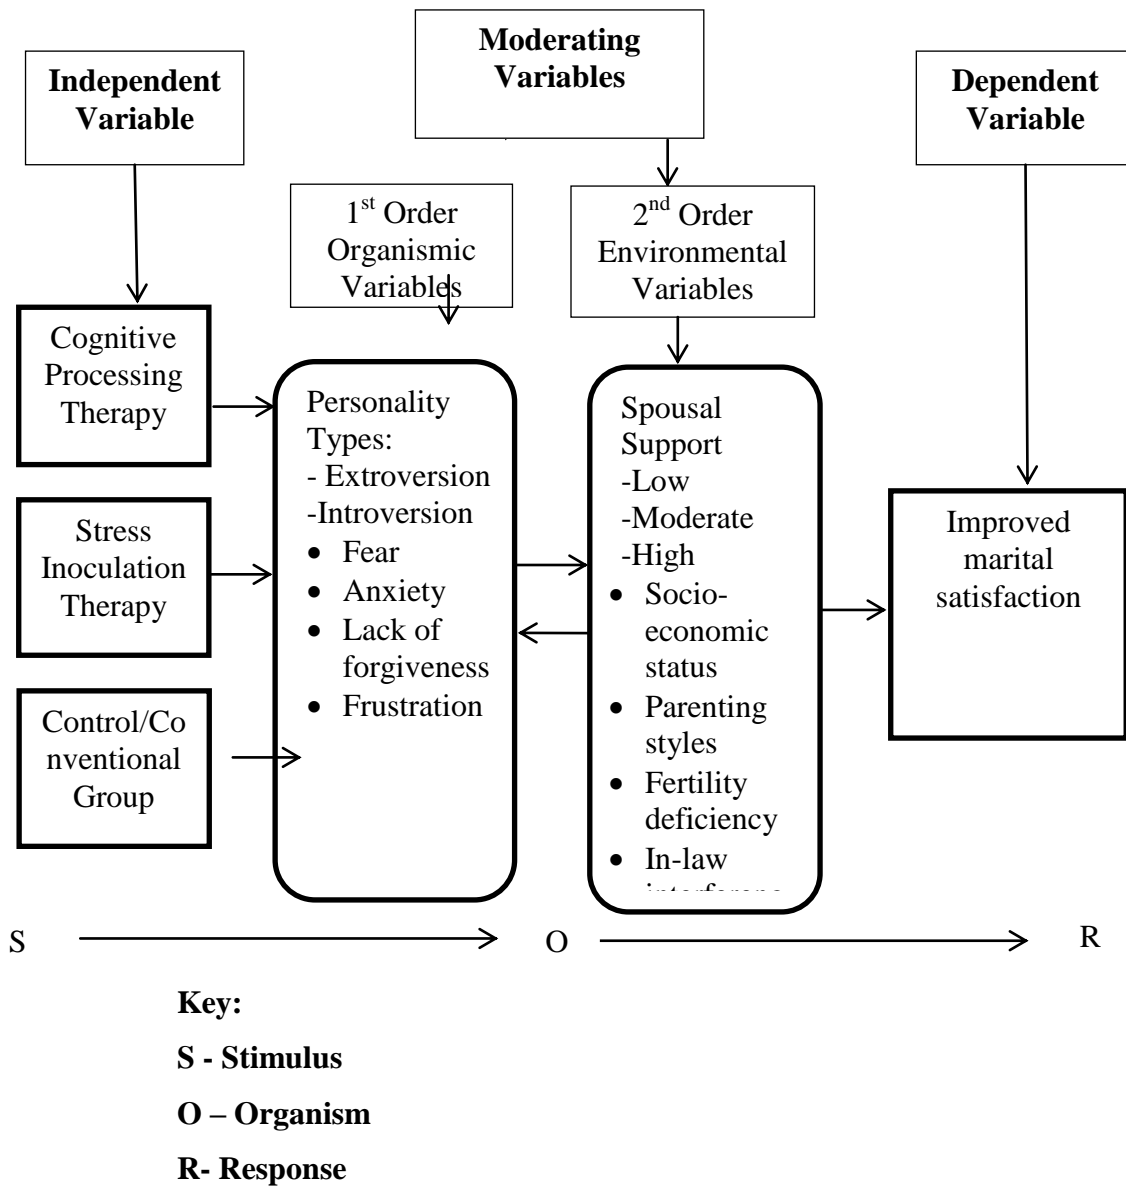 Moderating
Variables
Independent
Variable
Dependent
Variable
1st Order
Organismic
Variables
2nd Order
Environmental
Variables
Cognitive
Processing
Therapy
Stress
Inoculation
Therapy
Control/Co
nventional
Group
Personality
Types:
- Extroversion
-Introversion
• Fear
• Anxiety
• Lack of
forgiveness
• Frustration
Spousal
Support
-Low
-Moderate
-High
• Socio-
economic
status
• Parenting
styles
• Fertility
deficiency
• In-law
Improved
marital
satisfaction
S
O
R
Key:
S - Stimulus
O – Organism
R- Response